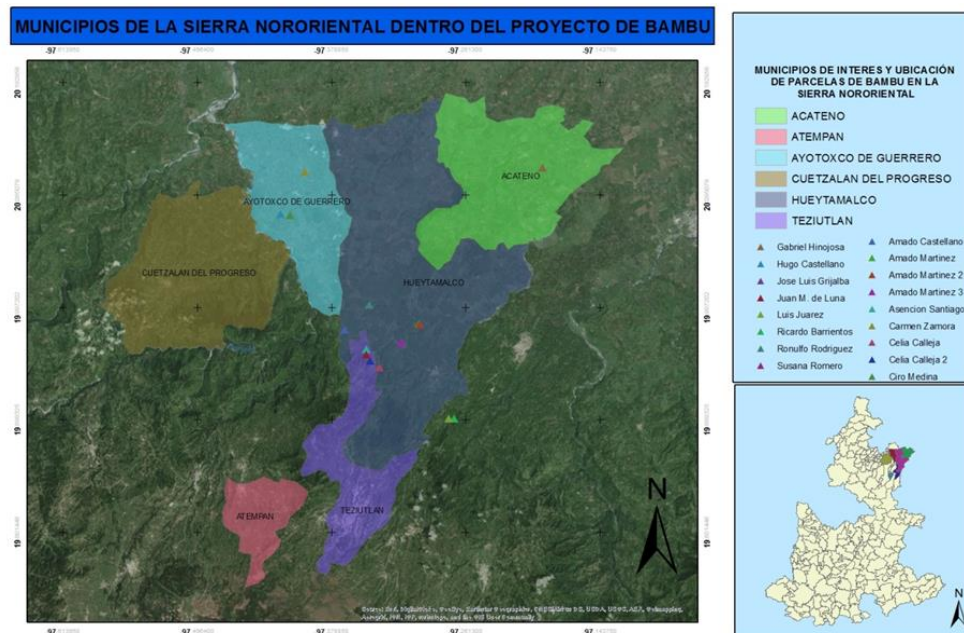 MUNICIPIOS DE LA SIERRA NORORIENTAL DENTRO DEL PROYECTO DE BAMBU
ACATENO
AYOTOXCO DE GUERRERO
CUETZALAN DEL PROGRESO
HUEYTAMALCO
TEZIUTLAN
ATEMPAN
N
MUNICIPIOS DE INTERES Y UBICACIÓN
DE PARCELAS DE BAMBU EN LA
SIERRA NORORIENTAL
ACATENO
ATEMPAN
AYOTOXCO DE GUERRERO
CUETZALAN DEL PROGRESO
HUEYTAMALCO
TEZIUTLAN
Gabriel Hinojosa
Hugo Castellano
Jose Luis Grijalba
Juan M. de Luna
Luis Juarez
Ricardo Barrientos
Ronulfo Rodriguez
Susana Romero
Amado Castellano
Amado Martinez
Amado Martinez 2
Amado Martinez 3
Asencion Santiago
Carmen Zamora
Celia Calleja
Celia Calleja 2
Ciro Medina
N